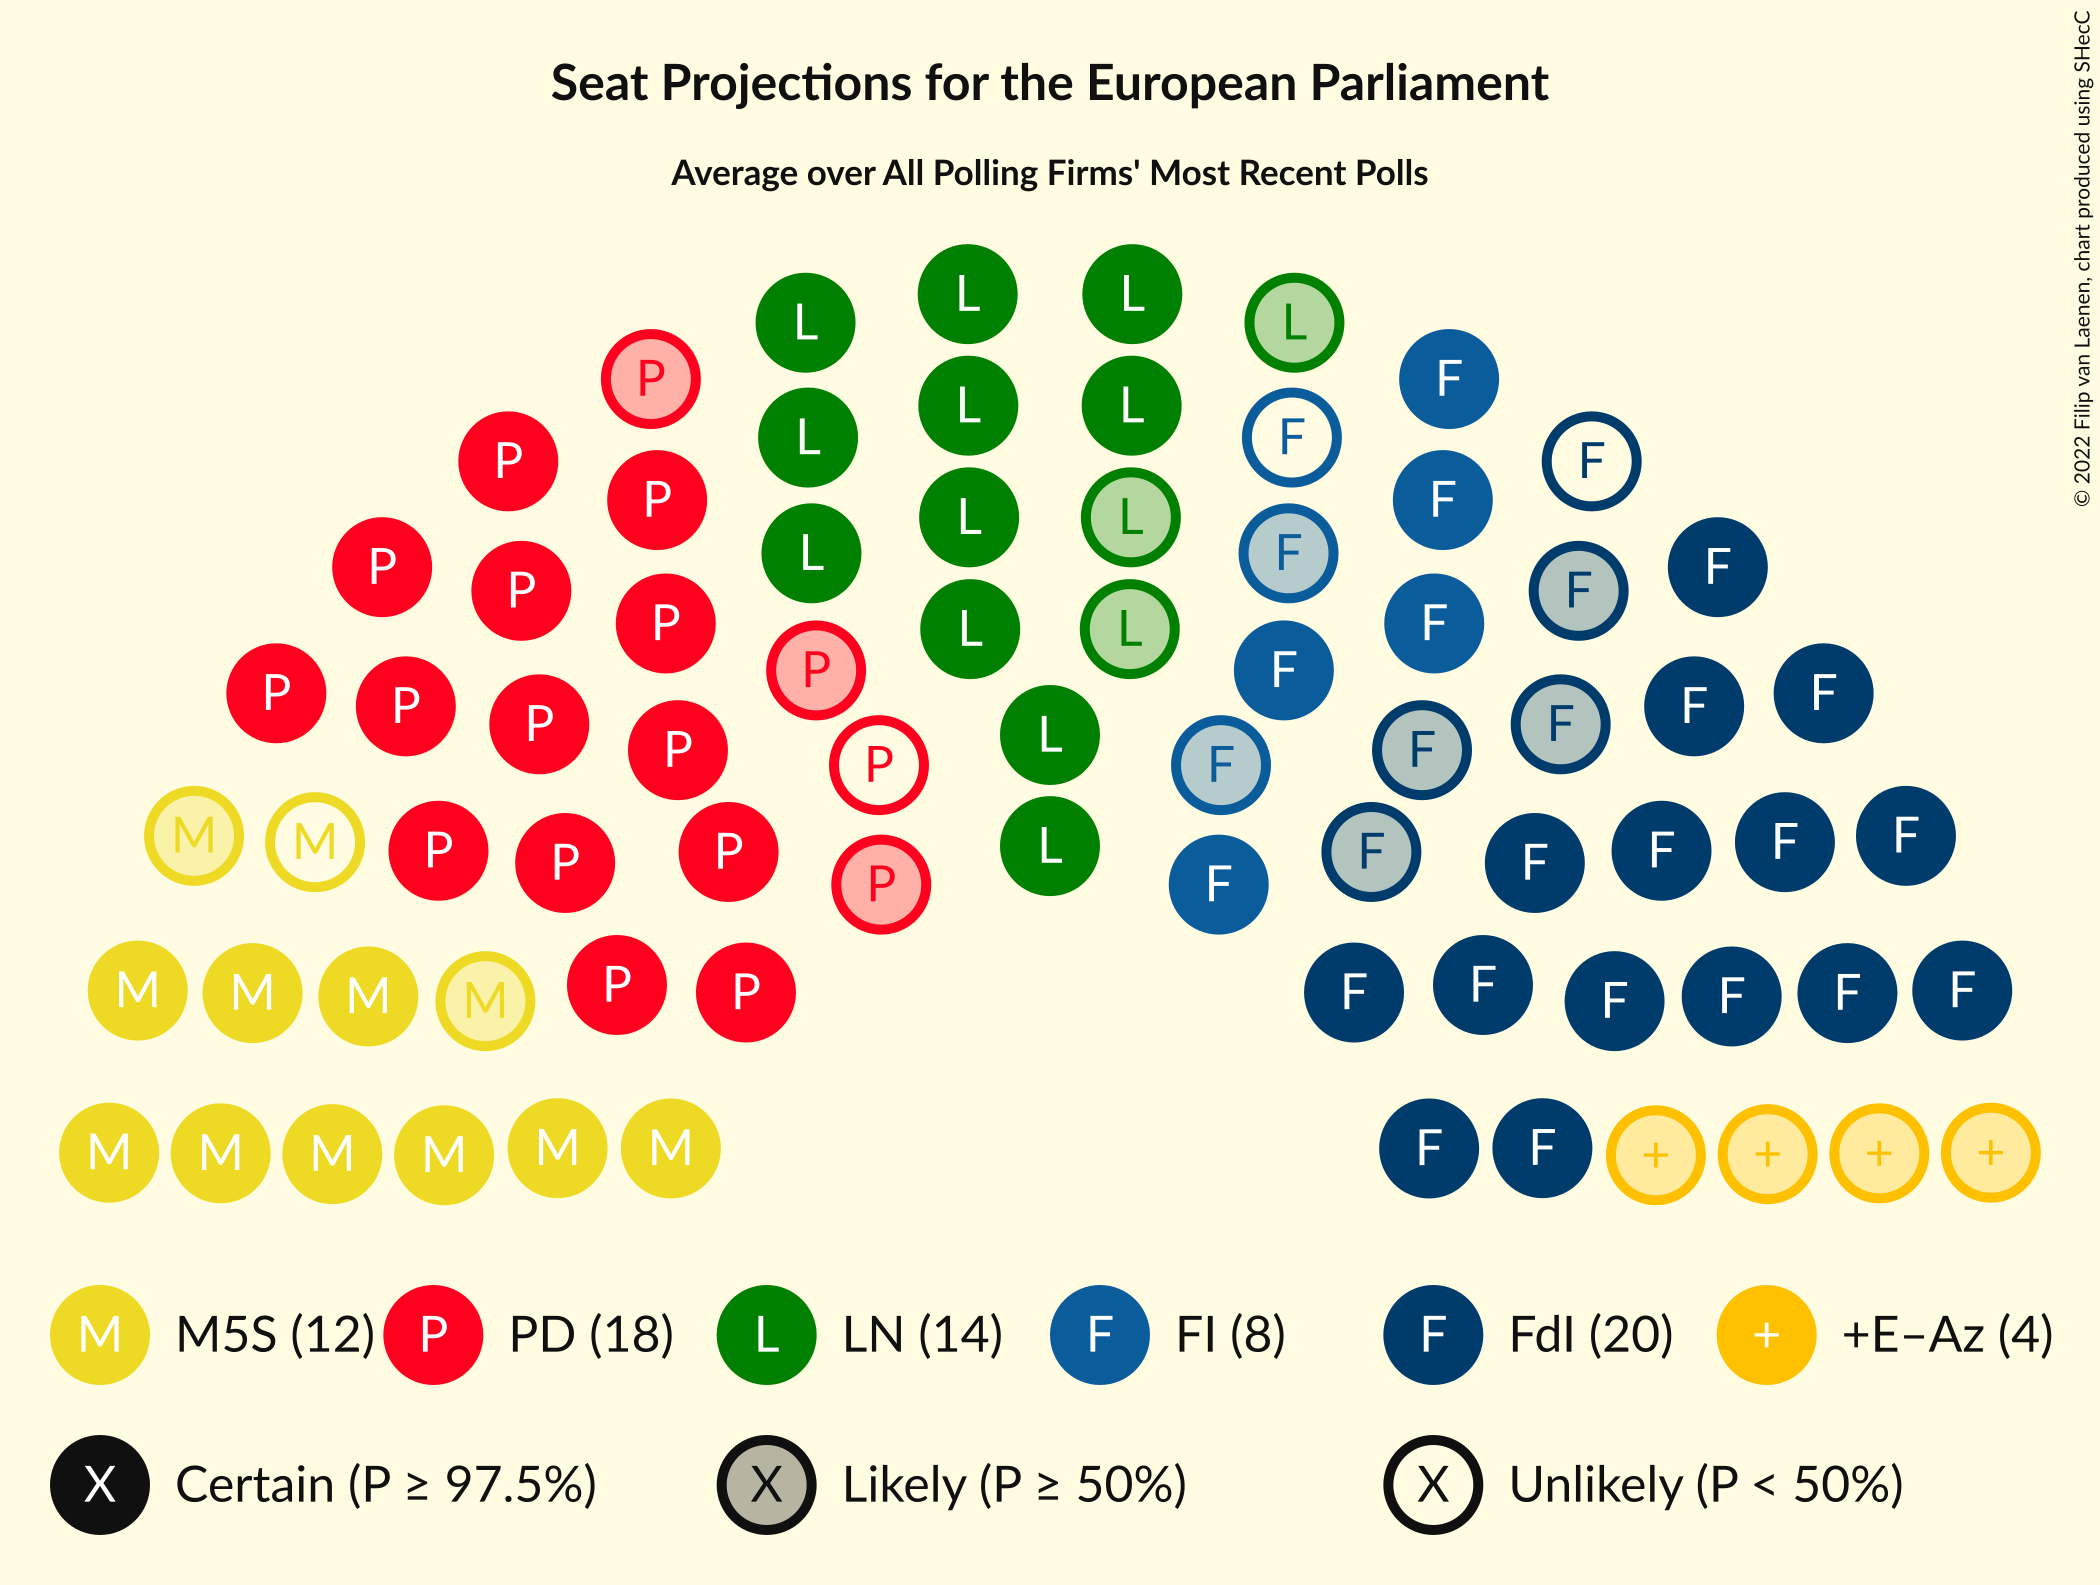 Seat Projections for the European Parliament
Average over All Polling Firms' Most Recent Polls
© 2022 Filip van Laenen, chart produced using SHecC
L L
L L
P F
L L
L F
P F
P P F
L L
P F
L F
P F
P F
L L
P F
P L F F
P P F F
P P F F
L
P F
P F
M M F F
P P P F F F
L
P F
M M M M P P F F F F F F
M M M M M M F F + + + +
M M5S (12) P PD (18) L LN (14) F FI (8) F FdI (20) + +E–Az (4)
X Certain (P ≥ 97.5%) X Likely (P ≥ 50%) X Unlikely (P < 50%)